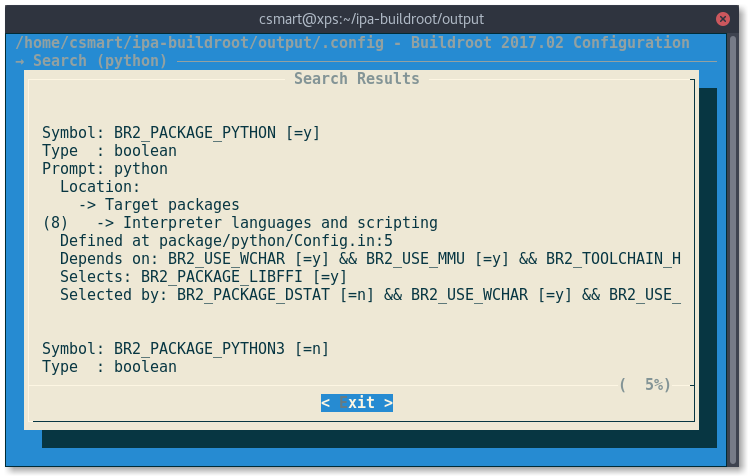 csmart@xps:~/ipa-buildroot/output
/home/csmart/ipa-buildroot/output/.config - Buildroot 2017.02 Configuration
→ Search (python)
Search Results
Symbol: BR2_PACKAGE_PYTHON [=y]
Type  : boolean
Prompt: python
  Location:
    -> Target packages
(8)   -> Interpreter languages and scripting
  Defined at package/python/Config.in:5
  Depends on: BR2_USE_WCHAR [=y] && BR2_USE_MMU [=y] && BR2_TOOLCHAIN_H
  Selects: BR2_PACKAGE_LIBFFI [=y]
  Selected by: BR2_PACKAGE_DSTAT [=n] && BR2_USE_WCHAR [=y] && BR2_USE_
Symbol: BR2_PACKAGE_PYTHON3 [=n]
Type  : boolean
(  5%)
< Exit >